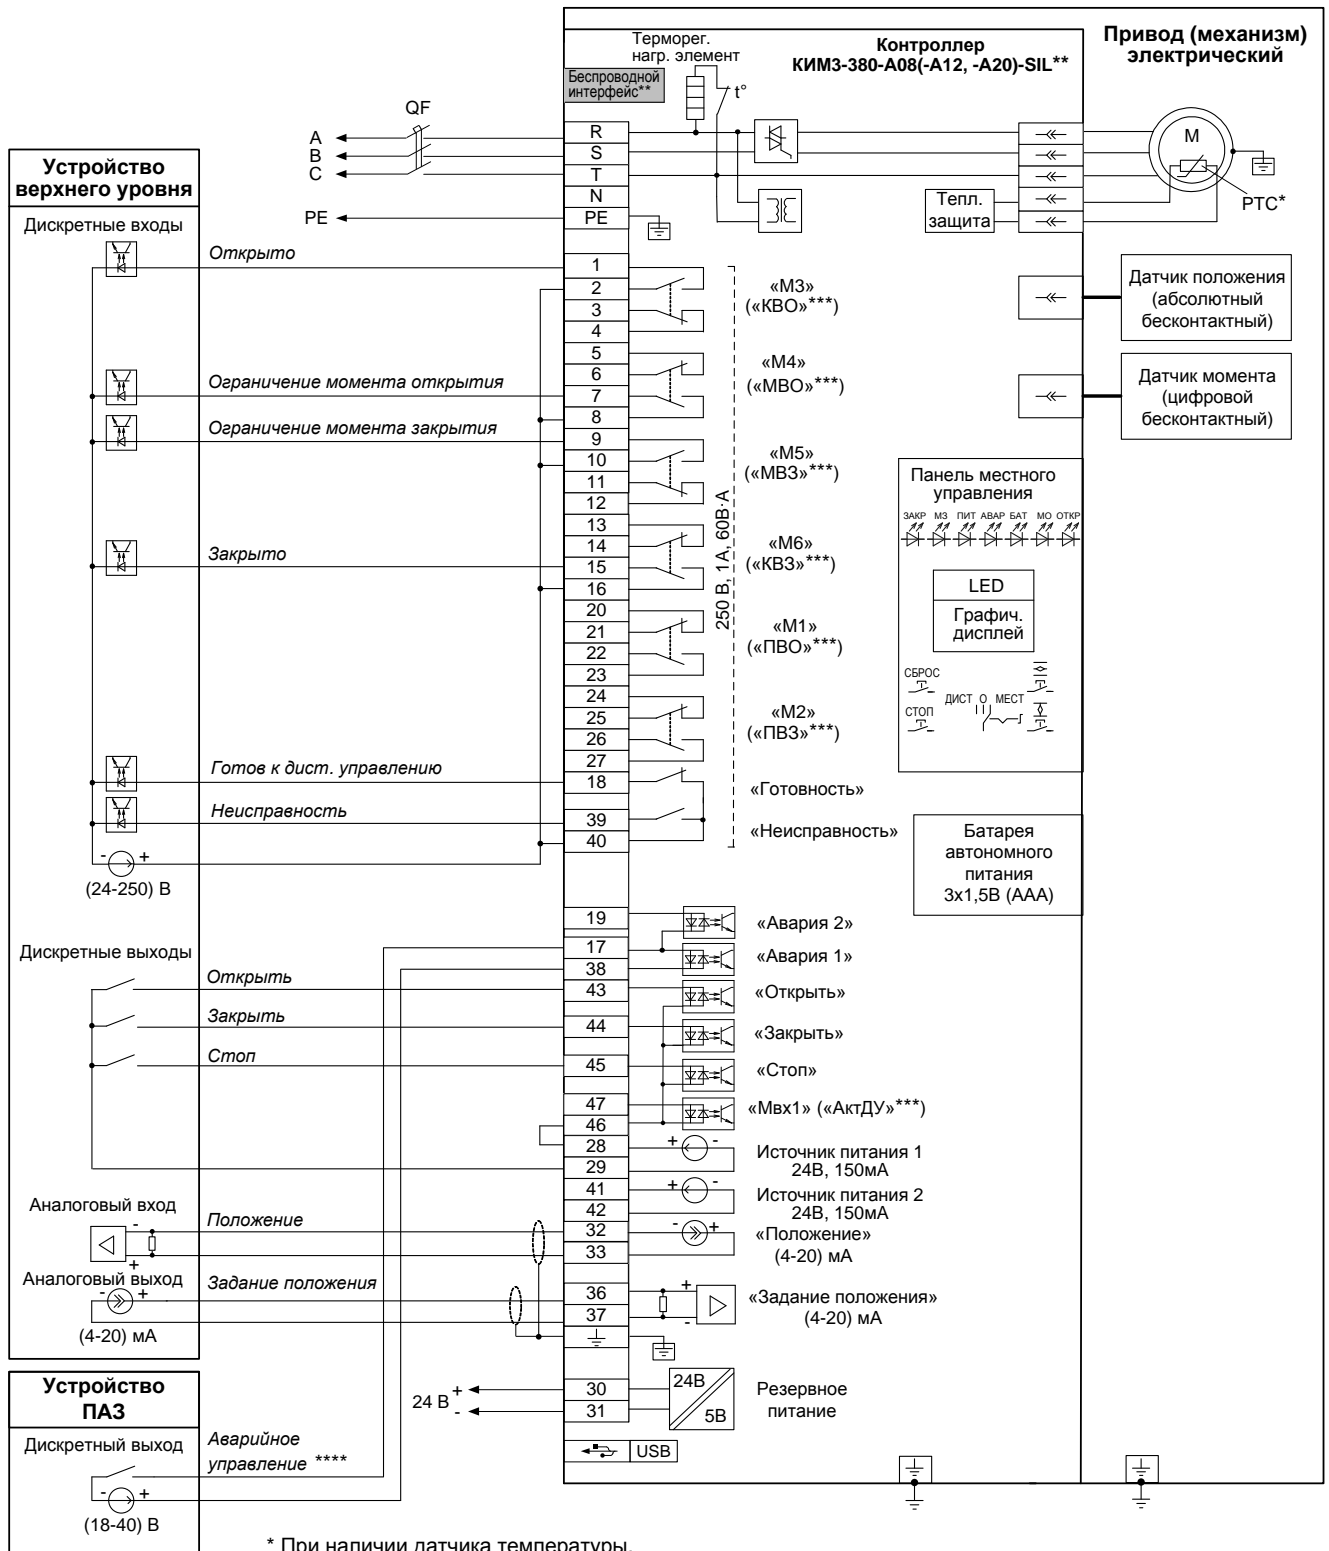 Привод (механизм)
электрический
Контроллер
КИМ3-380-А08(-А12, -А20)-SIL**
Терморег.
нагр. элемент
t°
Беспроводной
интерфейс**
QF
A
B
C
PE
R
S
T
N
PE
M
PTC*
Тепл.
защита
Устройство
верхнего уровня
Дискретные входы
Открыто
Ограничение момента открытия
Ограничение момента закрытия
Закрыто
Готов к дист. управлению
Неисправность
- +
(24-250) В
1
2
3
4
5
6
7
8
9
10
11
12
13
14
15
16
20
21
22
23
24
25
26
27
18
39
40
«М3»
(«КВО»***)
«М4»
(«МВО»***)
«М5»
(«МВЗ»***)
«М6»
(«КВЗ»***)
«М1»
(«ПВО»***)
«М2»
(«ПВЗ»***)
«Готовность»
«Неисправность»
250 В, 1А, 60В·А
Датчик положения
(абсолютный
бесконтактный)
Датчик момента
(цифровой
бесконтактный)
Панель местного
управления
ЗАКР МЗ ПИТ АВАР БАТ МО ОТКР
LED
Графич.
дисплей
СБРОС
СТОП
ДИСТ О МЕСТ
Батарея
автономного
питания
3х1,5В (ААА)
Дискретные выходы
Открыть
Закрыть
Стоп
19
17
38
43
44
45
47
46
28
29
41
42
32
33
36
37
30
31
«Авария 2»
«Авария 1»
«Открыть»
«Закрыть»
«Стоп»
«Мвх1» («АктДУ»***)
+ -
Источник питания 1
24В, 150мА
+ -
Источник питания 2
24В, 150мА
- +
«Положение»
(4-20) мА
+
-
«Задание положения»
(4-20) мА
Аналоговый вход
-
+
Положение
Аналоговый выход
- +
(4-20) мА
Задание положения
24 В
+
-
24В
5В
Резервное
питание
USB
Устройство
ПАЗ
Дискретный выход
- +
(18-40) В
Аварийное
управление ****
* При наличии датчика температуры.